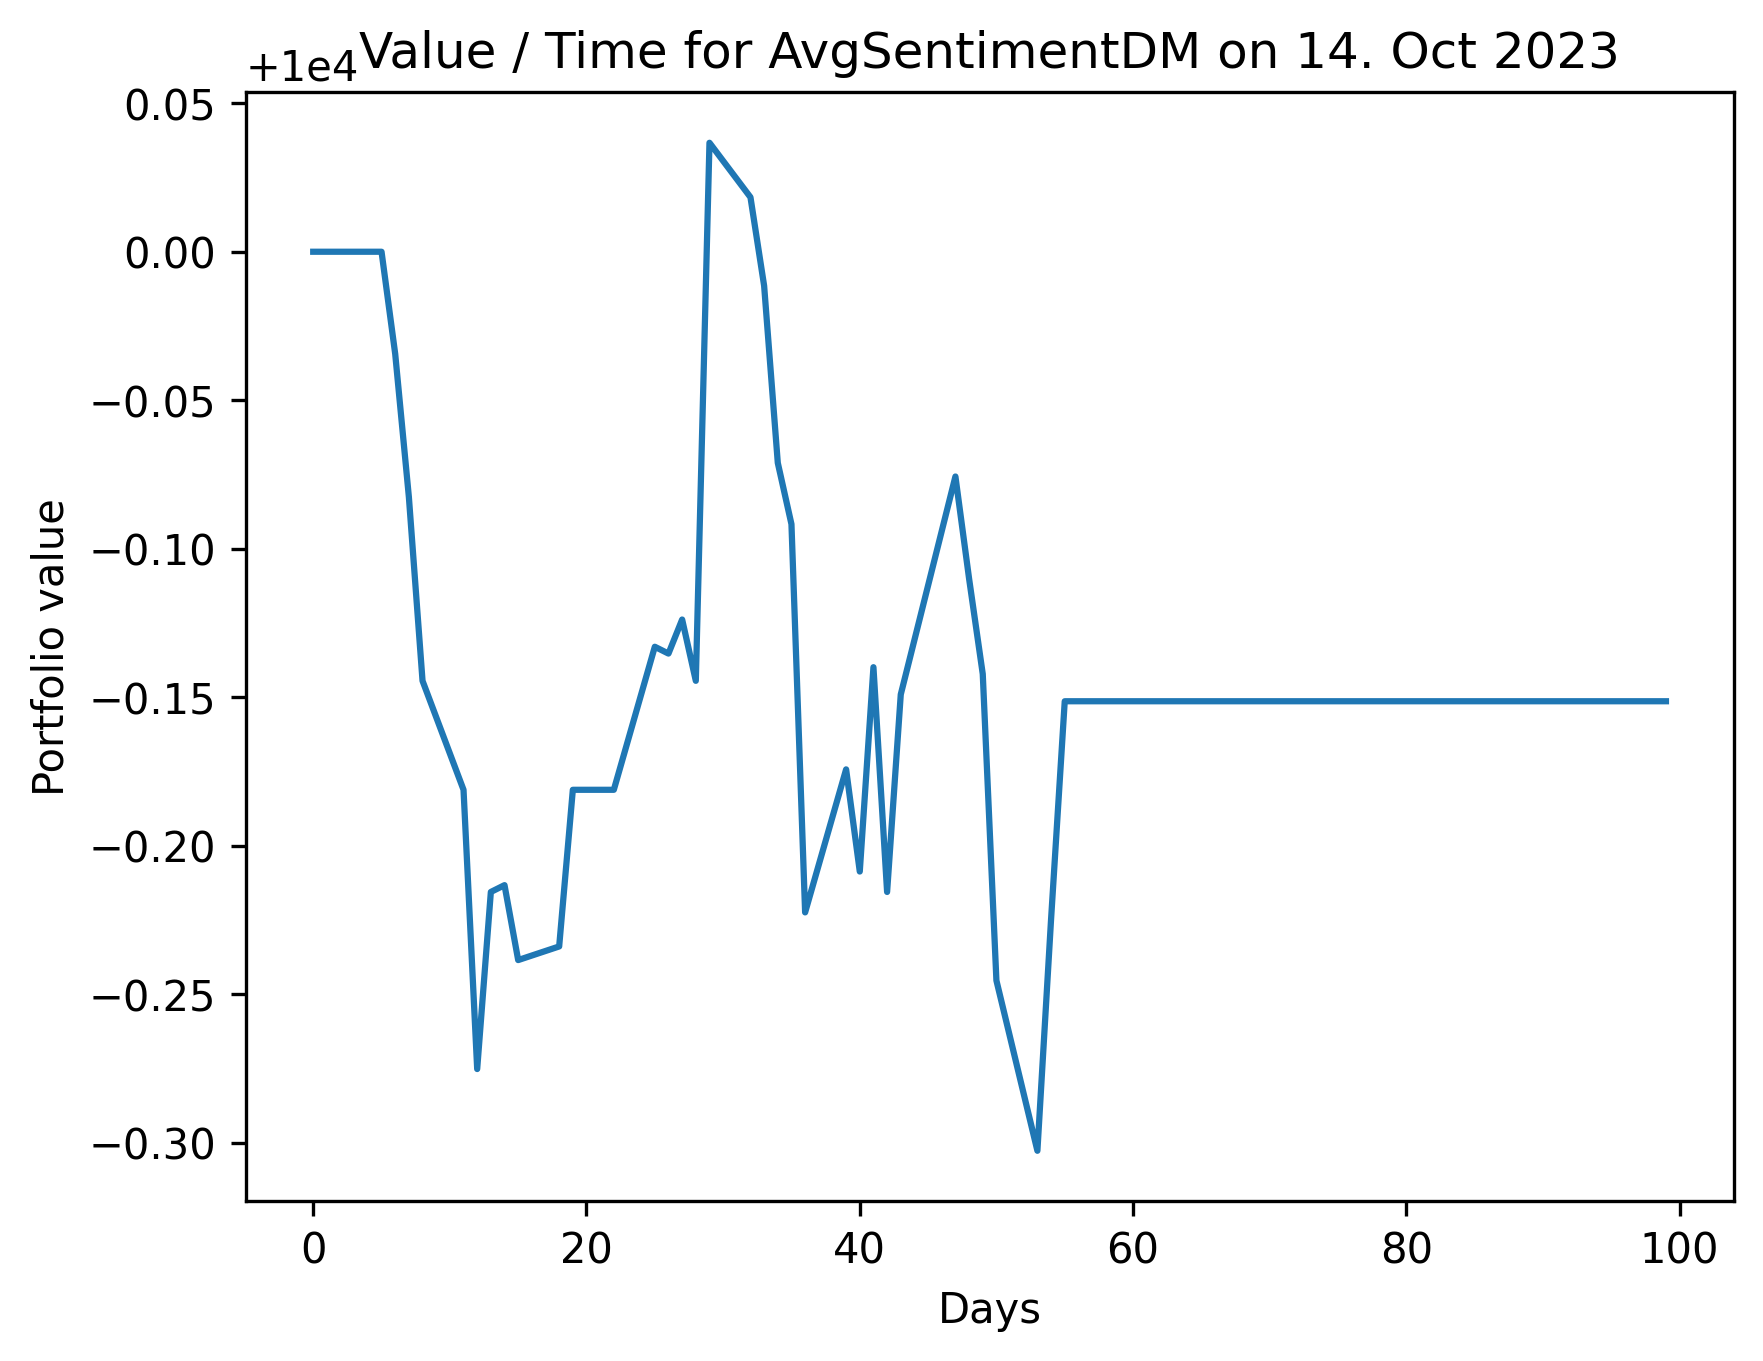 Value / Time for AvgSentimentDM on 14. Oct 2023
+1e4
0.05
0.00
−0.05
−0.10
−0.15
−0.20
−0.25
−0.30
Portfolio value
0 20 40 60 80 100
Days